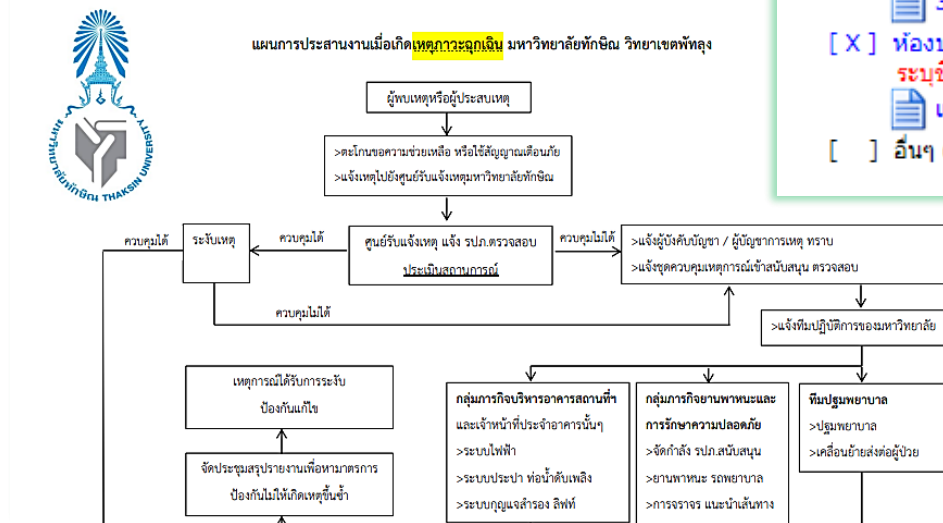 แผนการประสานงานเมื่อเกิดเหตุภาวะฉุกเฉิน มหาวิทยาลัยทักษิณ วิทยาเขตพัทลุง
มหาวิทยาลัยทักษิณ THAKSIN UNIVERSITY
[ X ]
[ ] อื่นๆ
ผู้พบเหตุหรือผู้ประสบเหตุ
>ตะโกนขอความช่วยเหลือ หรือใช้สัญญาณเตือนภัย
>แจ้งเหตุไปยังศูนย์รับแจ้งเหตุมหาวิทยาลัยทักษิณ
ควบคุมได้
ระงับเหตุ
ควบคุมได้
ศูนย์รับแจ้งเหตุ แจ้ง รปภ.ตรวจสอบ
ประเมินสถานการณ์
ควบคุมไม่ได้
>แจ้งผู้บังคับบัญชา / ผู้บัญชาการเหตุ ทราบ
>แจ้งชุดควบคุมเหตุการณ์เข้าสนับสนุน ตรวจสอบ
ควบคุมไม่ได้
>แจ้งทีมปฏิบัติการของมหาวิทยาลัย
เหตุการณ์ได้รับการระงับ
ป้องกันแก้ไข
จัดประชุมสรุปรายงานเพื่อหามาตรการ
ป้องกันไม่ให้เกิดเหตุขึ้นซ้ำ
กลุ่มภารกิจบริหารอาคารสถานที่ฯ
และเจ้าหน้าที่ประจำอาคารนั้นๆ
>ระบบไฟฟ้า
>ระบบประปา ท่อน้ำดับเพลิง
>ระบบกุญแจสำรอง ลิฟท์
กลุ่มภารกิจยานพาหนะและ
การรักษาความปลอดภัย
>จัดกำลัง รปภ.สนับสนุน
>ยานพาหนะ รถพยาบาล
>การจราจร แนะนำเส้นทาง
ทีมปฐมพยาบาล
>ปฐมพยาบาล
>เคลื่อนย้ายส่งต่อผู้ป่วย